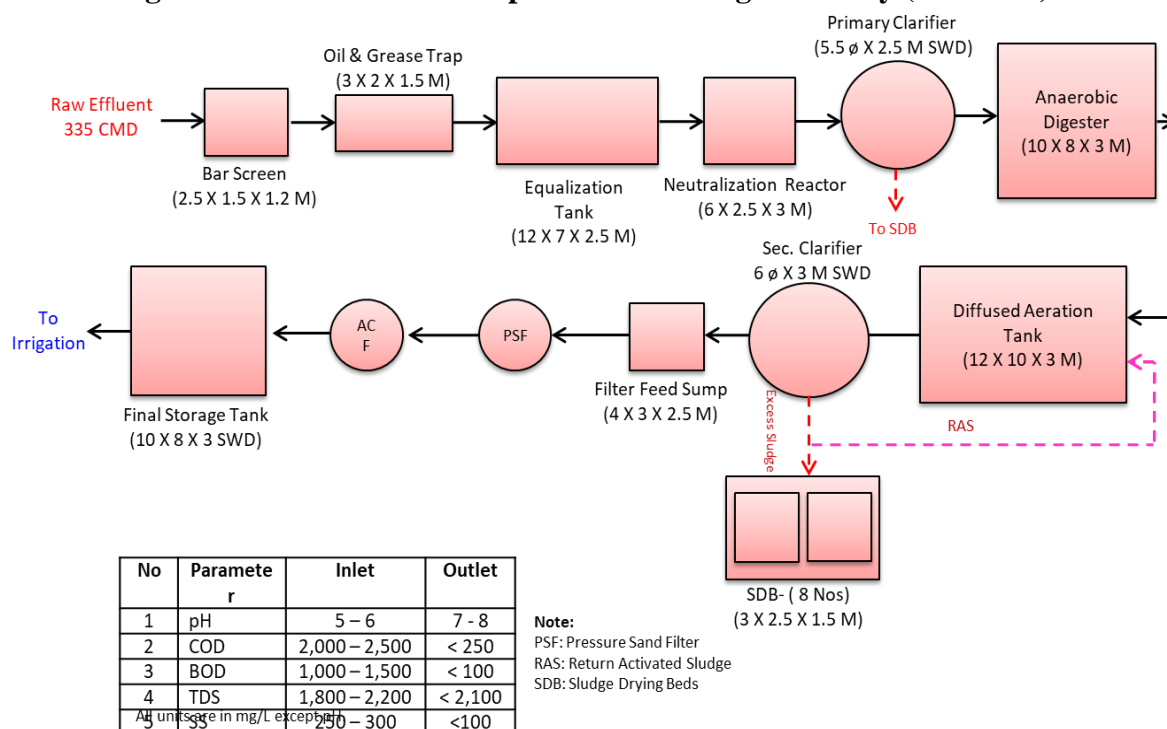 Primary Clarifier
(5.5 ø X 2.5 M SWD)
Oil & Grease Trap
(3 X 2 X 1.5 M)
Raw Effluent
335 CMD
Anaerobic
Digester
(10 X 8 X 3 M)
Bar Screen
(2.5 X 1.5 X 1.2 M)
Equalization
Tank
(12 X 7 X 2.5 M)
Neutralization Reactor
(6 X 2.5 X 3 M)
To SDB
Sec. Clarifier
6 ø X 3 M SWD
To
Irrigation
AC
F
PSF
Diffused Aeration
Tank
(12 X 10 X 3 M)
Final Storage Tank
(10 X 8 X 3 SWD)
Filter Feed Sump
(4 X 3 X 2.5 M)
Excess Sludge
RAS
SDB- ( 8 Nos)
(3 X 2.5 X 1.5 M)
No Paramete Inlet Outlet
r
1 pH 5 – 6 7 - 8
2 COD 2,000 – 2,500 < 250
3 BOD 1,000 – 1,500 < 100
4 TDS 1,800 – 2,200 < 2,100
5 SS 250 – 300 <100
All units are in mg/L except pH
Note:
PSF: Pressure Sand Filter
RAS: Return Activated Sludge
SDB: Sludge Drying Beds